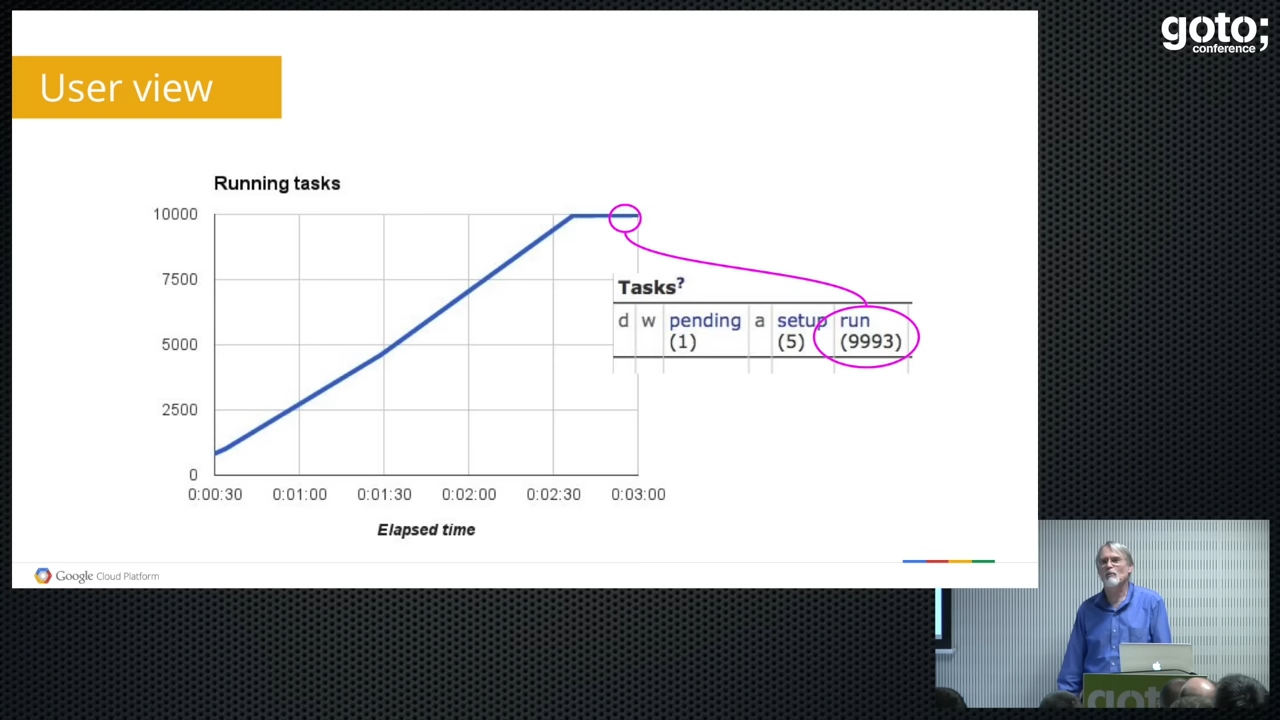 goto;
conference
User view
Running tasks
10000
7500
5000
2500
0
0:00:30 0:01:00 0:01:30 0:02:00 0:02:30 0:03:00
Elapsed time
Tasks?
d w pending a setup run
(1) (5) (9993)
Google Cloud Platform
goto